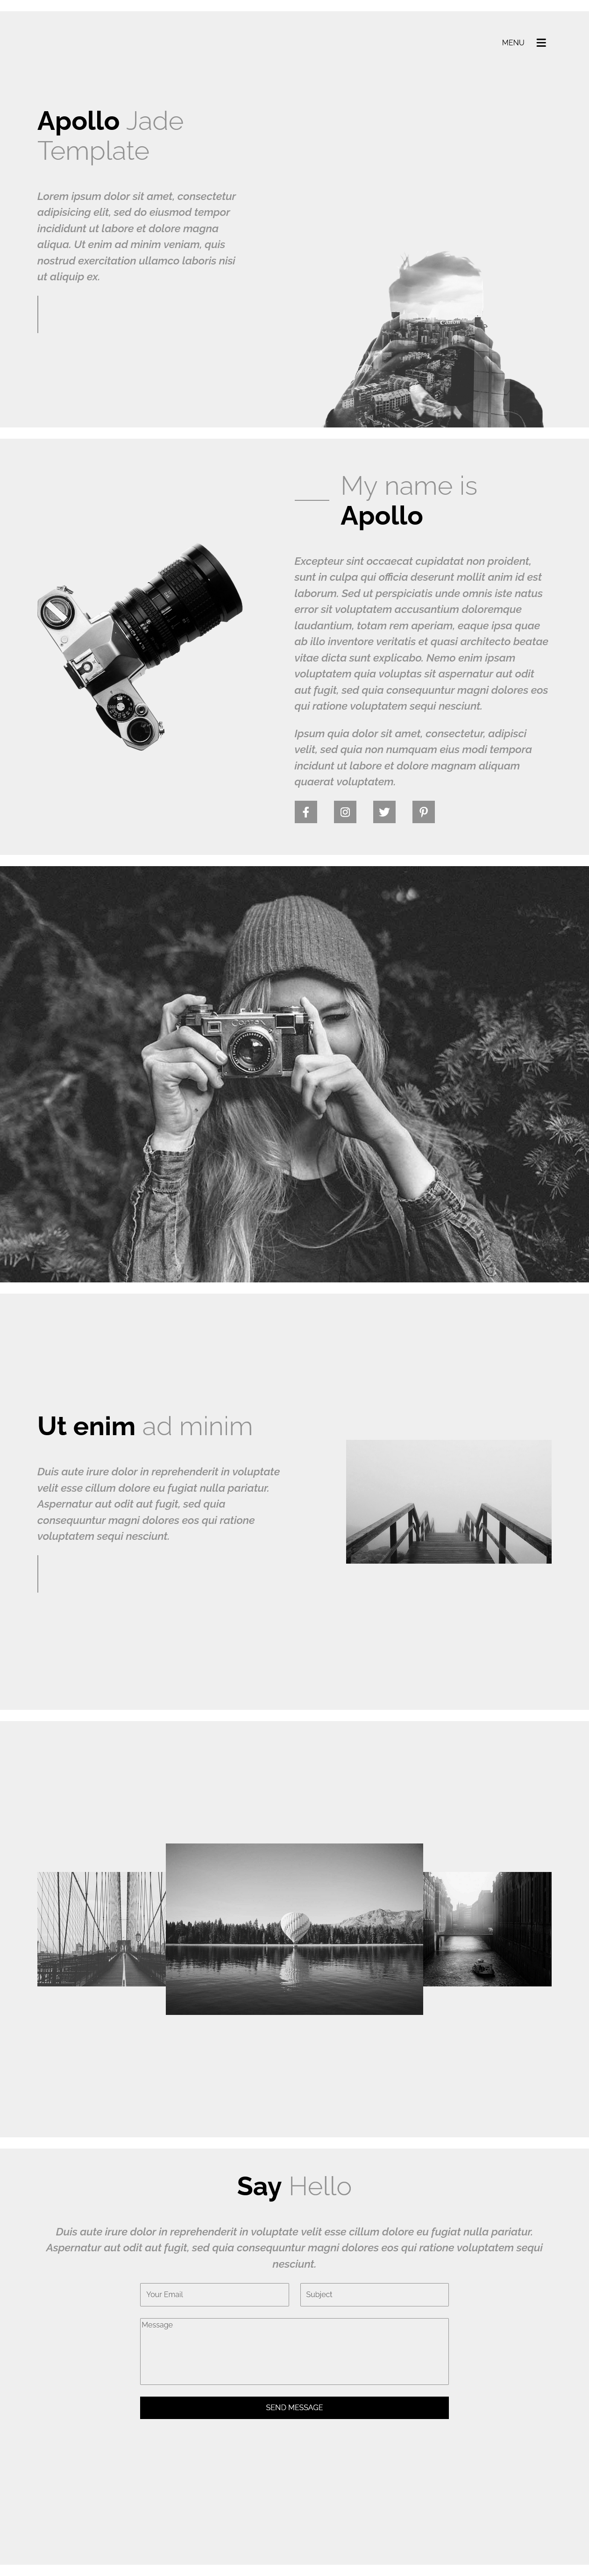 MENU
Apollo Jade
Template
Lorem ipsum dolor sit amet, consectetur
adipisicing elit, sed do eiusmod tempor
incididunt ut labore et dolore magna
aliqua. Ut enim ad minim veniam, quis
nostrud exercitation ullamco laboris nisi
ut aliquip ex.
Canon
My name is
Apollo
Excepteur sint occaecat cupidatat non proident,
sunt in culpa qui officia deserunt mollit anim id est
laborum. Sed ut perspiciatis unde omnis iste natus
error sit voluptatem accusantium doloremque
laudantium, totam rem aperiam, eaque ipsa quae
ab illo inventore veritatis et quasi architecto beatae
vitae dicta sunt explicabo. Nemo enim ipsam
voluptatem quia voluptas sit aspernatur aut odit
aut fugit, sed quia consequuntur magni dolores eos
qui ratione voluptatem sequi nesciunt.
Ipsum quia dolor sit amet, consectetur, adipisci
velit, sed quia non numquam eius modi tempora
incidunt ut labore et dolore magnam aliquam
quaerat voluptatem.
Contax
Ut enim ad minim
Duis aute irure dolor in reprehenderit in voluptate
velit esse cillum dolore eu fugiat nulla pariatur.
Aspernatur aut odit aut fugit, sed quia
consequuntur magni dolores eos qui ratione
voluptatem sequi nesciunt.
Say Hello
Duis aute irure dolor in reprehenderit in voluptate velit esse cillum dolore eu fugiat nulla pariatur.
Aspernatur aut odit aut fugit, sed quia consequuntur magni dolores eos qui ratione voluptatem sequi
nesciunt.
Your Email
Subject
Message
SEND MESSAGE